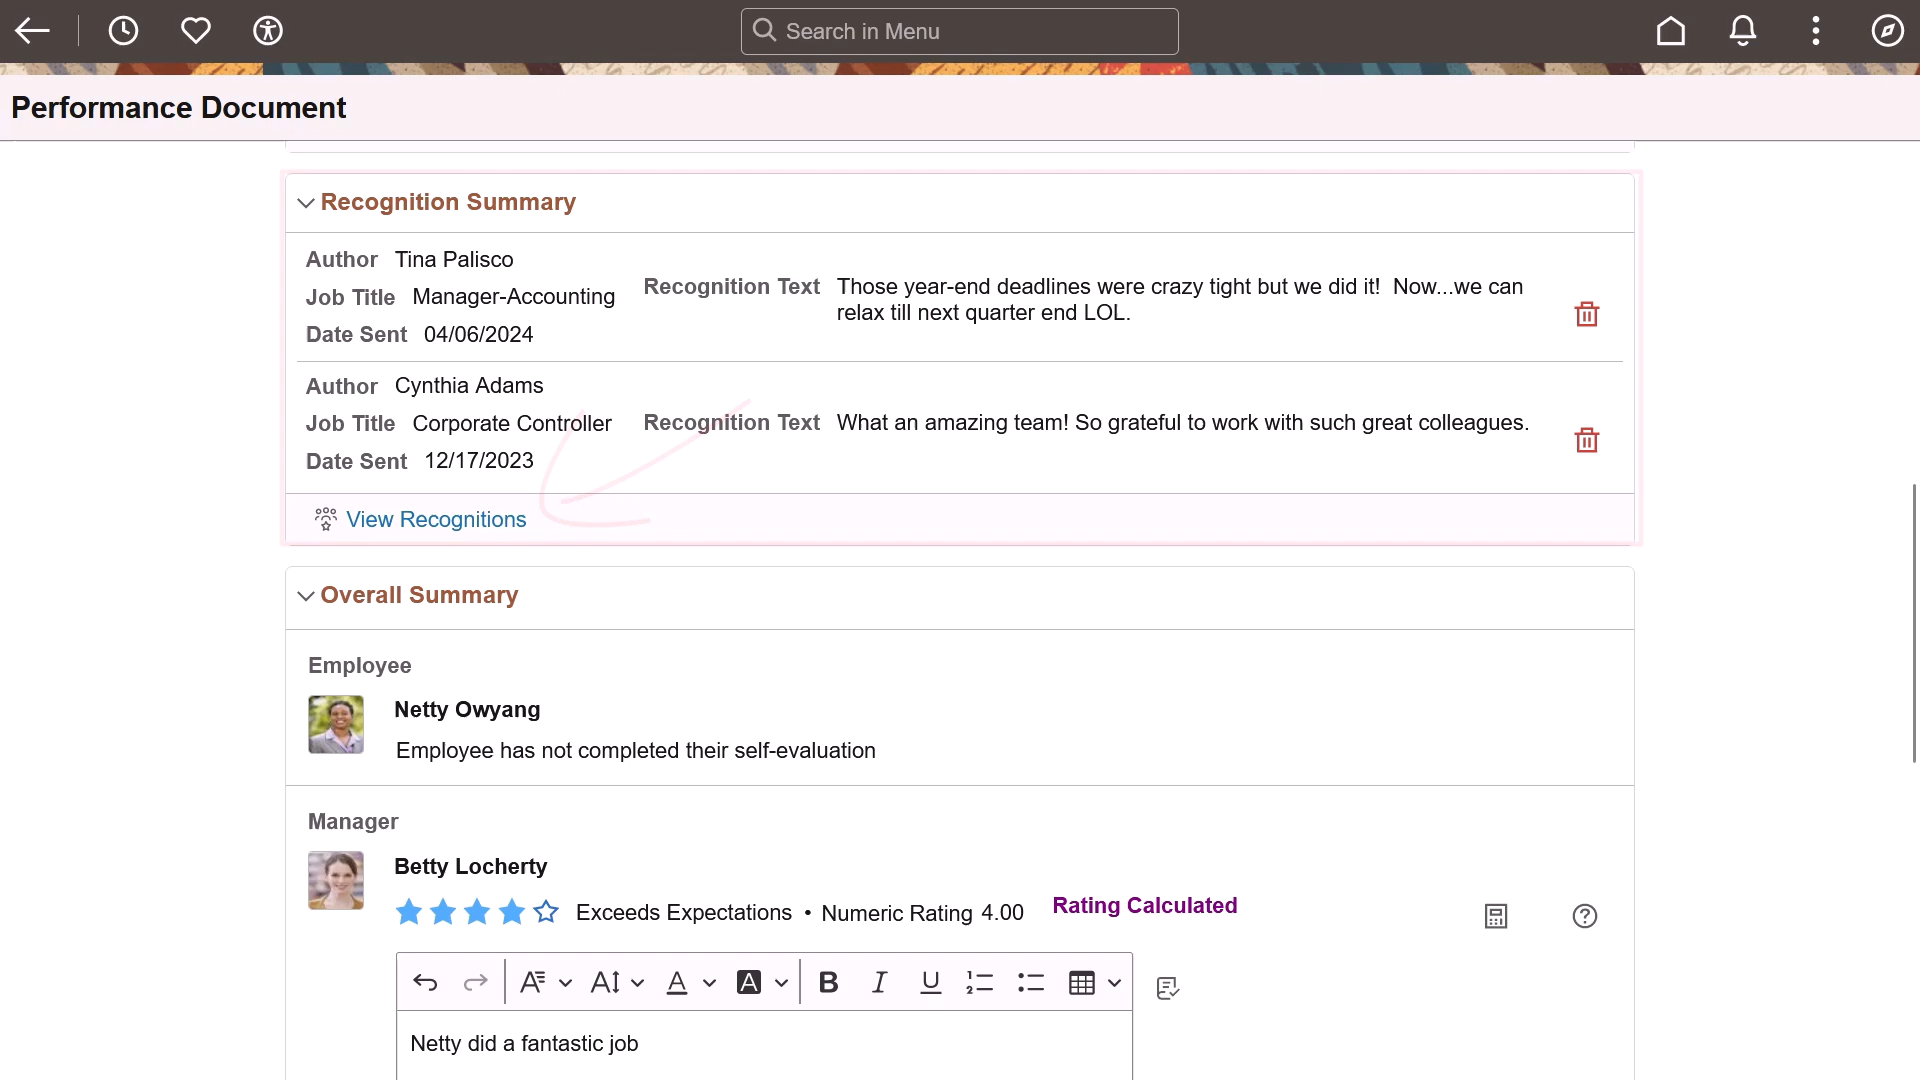 Search in Menu
Performance Document
Recognition Summary
Author Tina Palisco
Job Title Manager-Accounting
Date Sent 04/06/2024
Recognition Text Those year-end deadlines were crazy tight but we did it!  Now...we can
relax till next quarter end LOL.
Author Cynthia Adams
Job Title Corporate Controller
Date Sent 12/17/2023
Recognition Text What an amazing team! So grateful to work with such great colleagues.
View Recognitions
Overall Summary
Employee
Netty Owyang
Employee has not completed their self-evaluation
Manager
Betty Locherty
Exceeds Expectations • Numeric Rating 4.00 Rating Calculated
Netty did a fantastic job